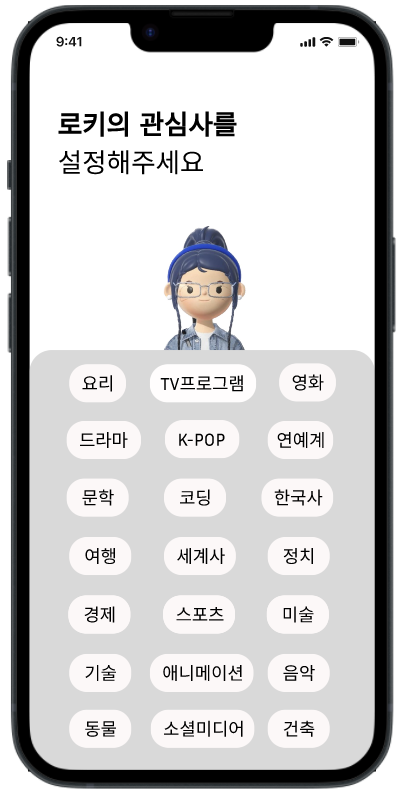 9:41
로키의 관심사를
설정해주세요
요리 TV프로그램 영화
드라마 K-POP 연예계
문학 코딩 한국사
여행 세계사 정치
경제 스포츠 미술
기술 애니메이션 음악
동물 소셜미디어 건축